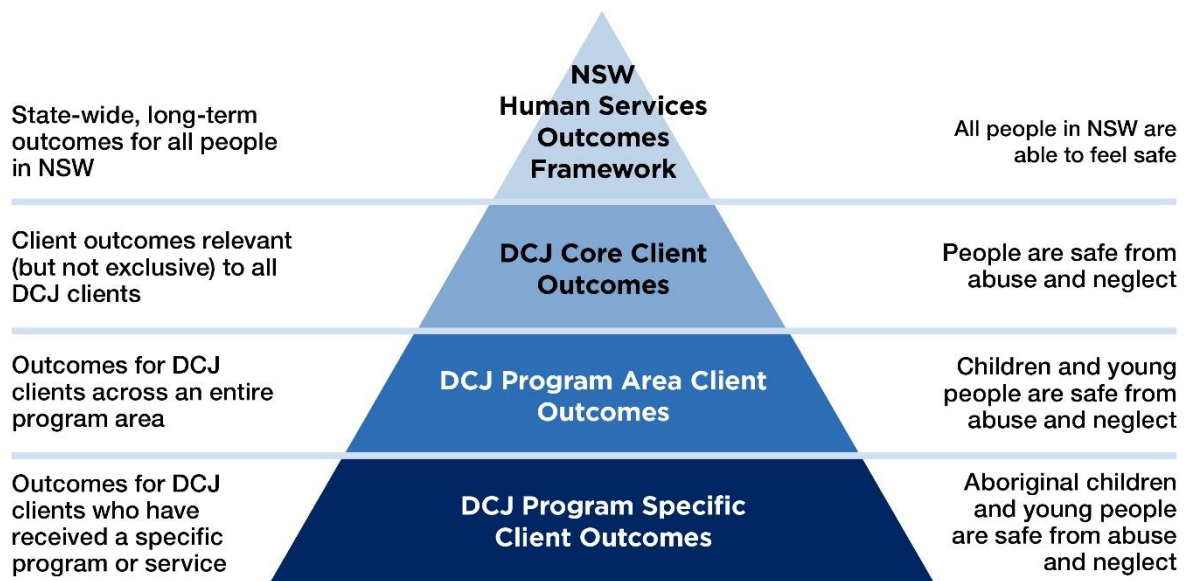 State-wide, long-term
outcomes for all people
in NSW
NSW
Human Services
Outcomes
Framework
All people in NSW are
able to feel safe
Client outcomes relevant
(but not exclusive) to all
DCJ clients
DCJ Core Client
Outcomes
People are safe from
abuse and neglect
Outcomes for DCJ
clients across an entire
program area
DCJ Program Area Client
Outcomes
Children and young
people are safe from
abuse and neglect
Outcomes for DCJ
clients who have
received a specific
program or service
DCJ Program Specific
Client Outcomes
Aboriginal children
and young people
are safe from abuse
and neglect